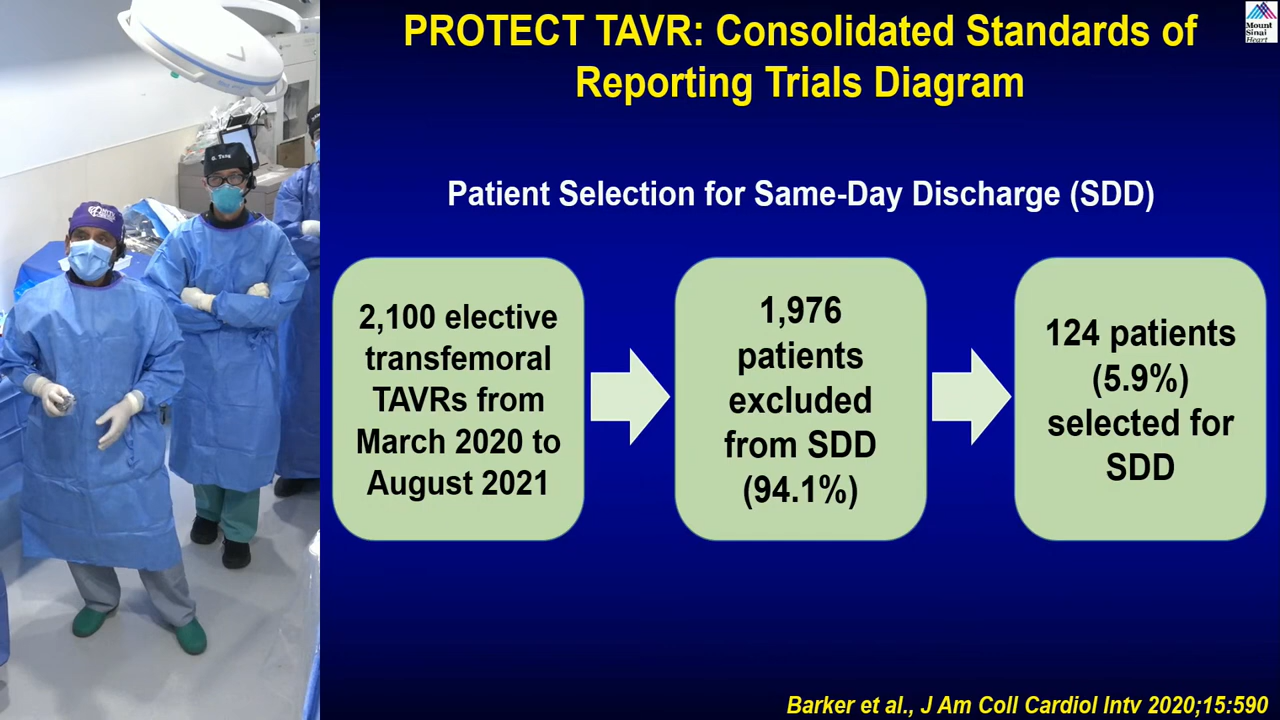 PROTECT TAVR: Consolidated Standards of
Reporting Trials Diagram
Mount
Sinai
Heart
Patient Selection for Same-Day Discharge (SDD)
2,100 elective
transfemoral
TAVRs from
March 2020 to
August 2021
1,976
patients
excluded
from SDD
(94.1%)
124 patients
(5.9%)
selected for
SDD
G. Tang
Barker et al., J Am Coll Cardiol Intv 2020;15:590